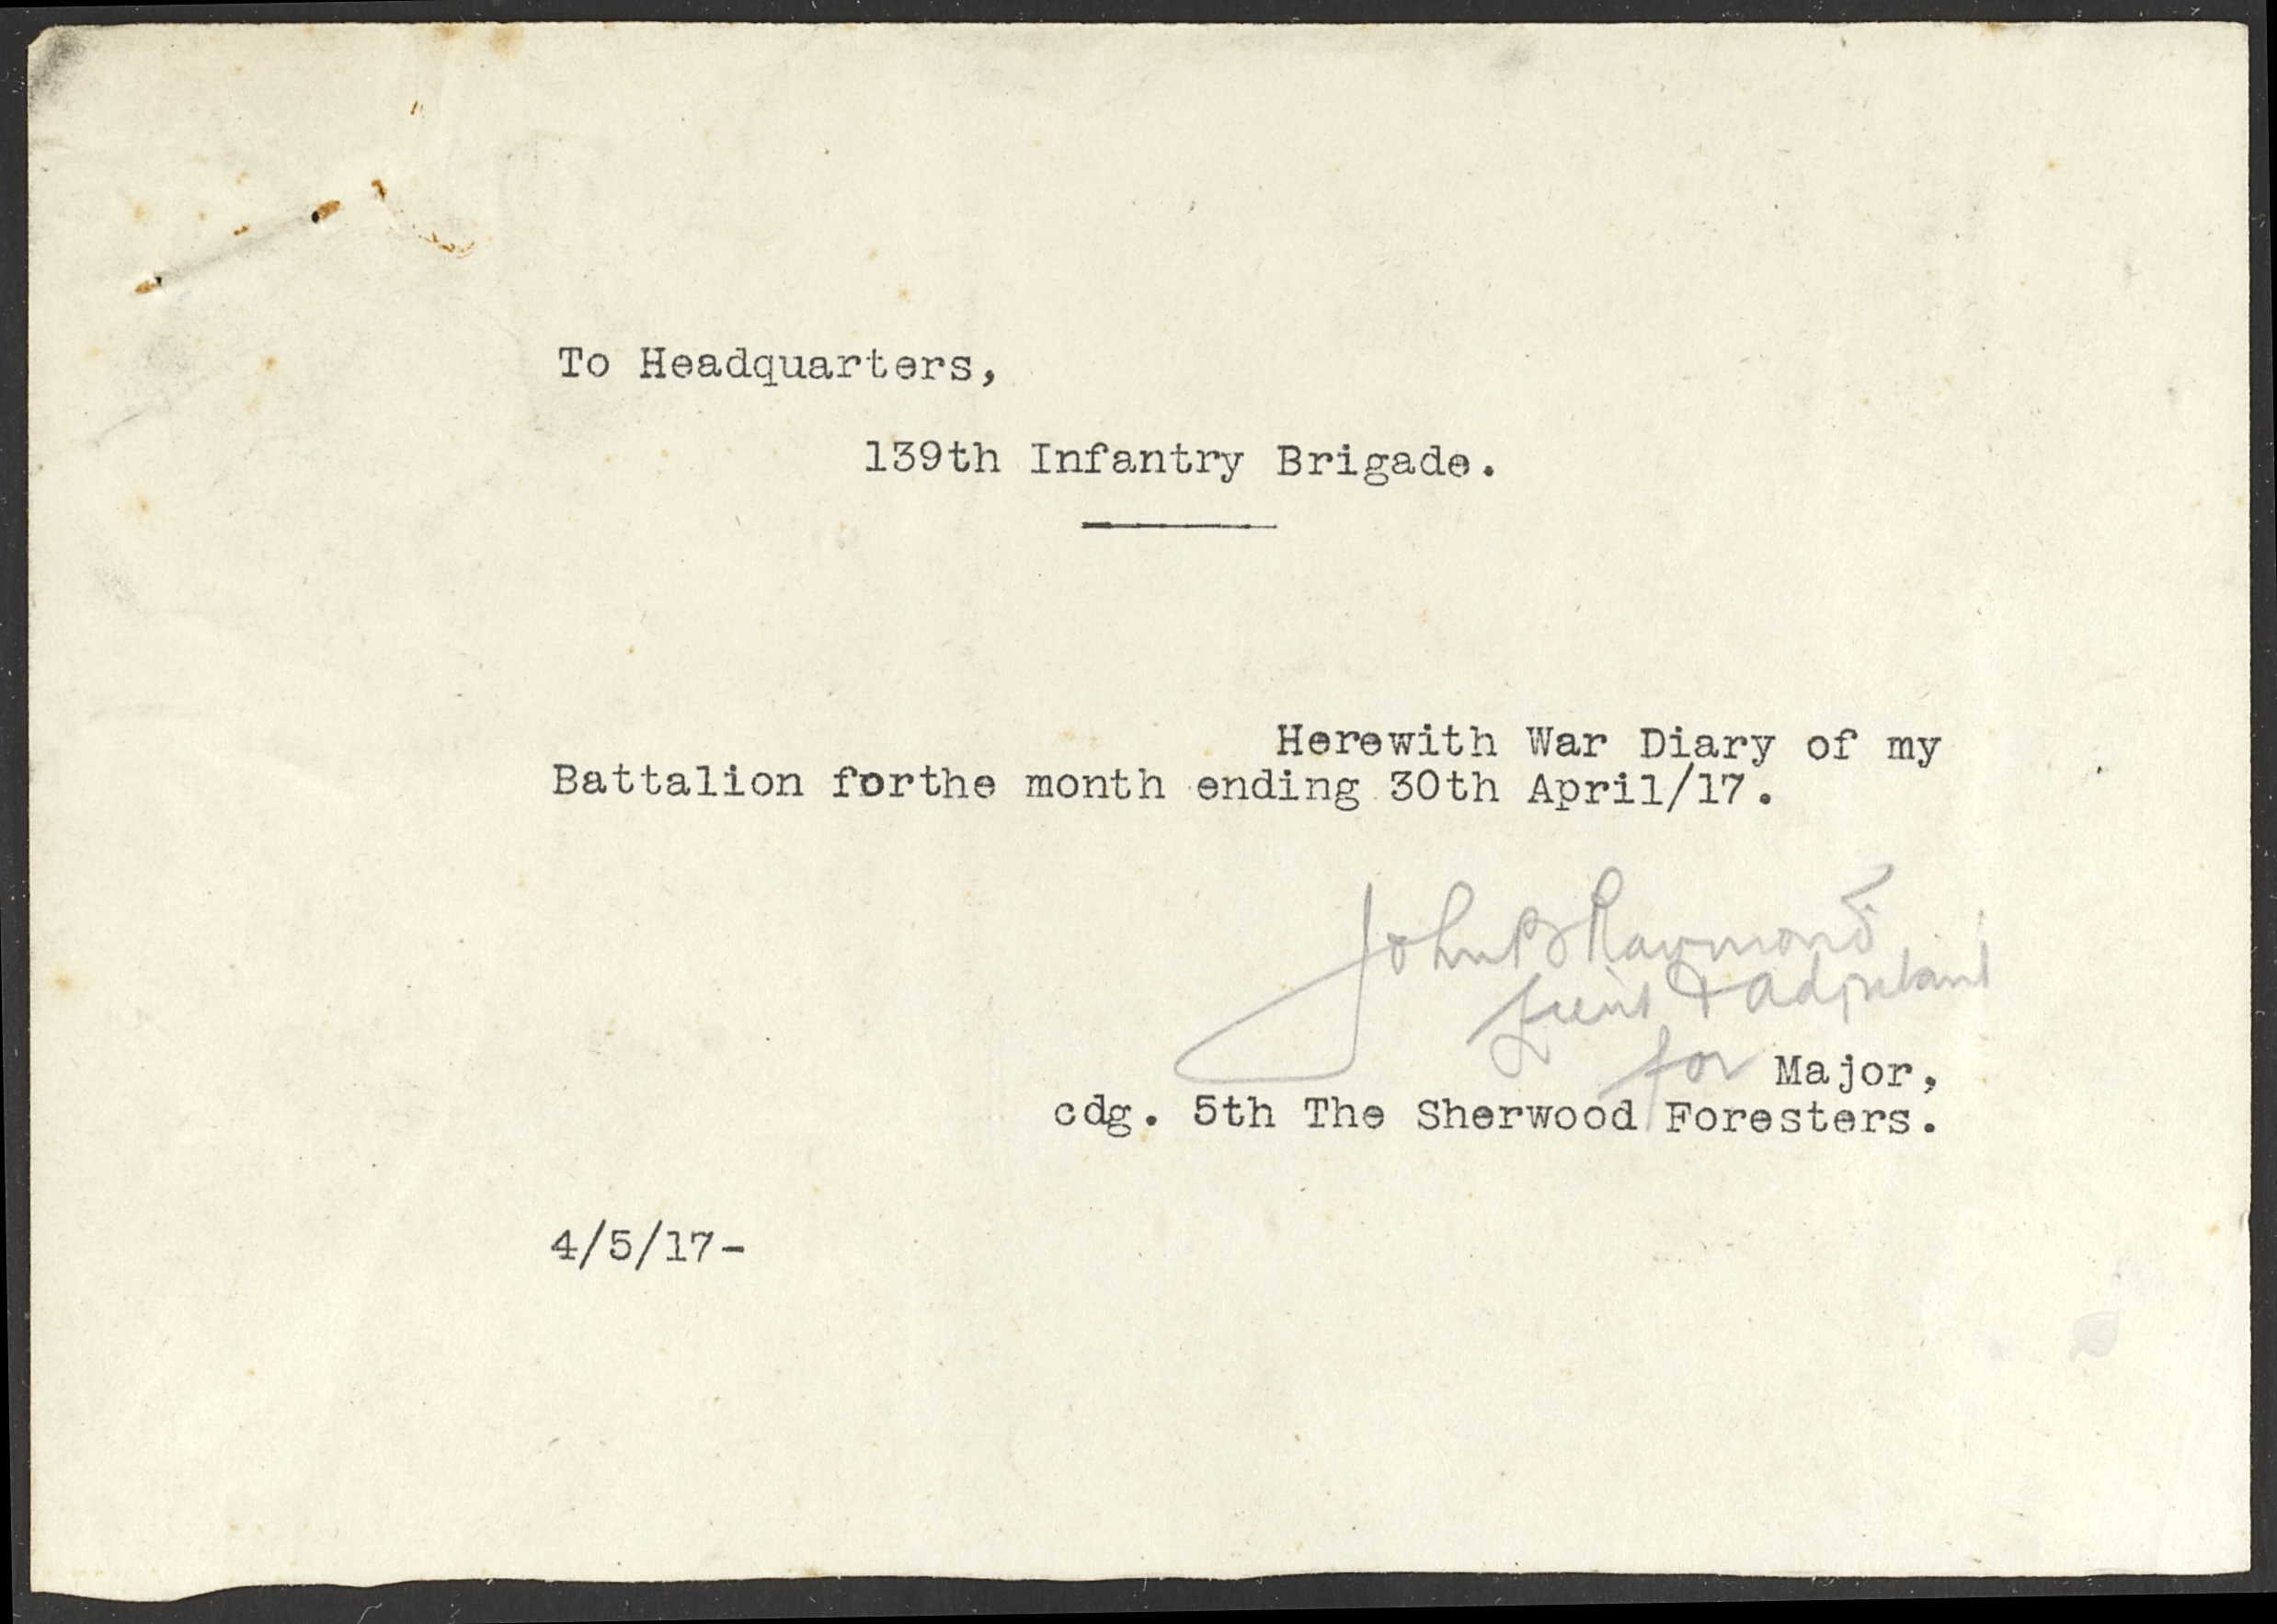 To Headquarters,
139th Infantry Brigade.
Herewith War Diary of my
Battalion forthe month ending 30th April/17.
John B Raymond
Lieut & Adjutant
for Major,
cdg. 5th The Sherwood Foresters.
4/5/17-